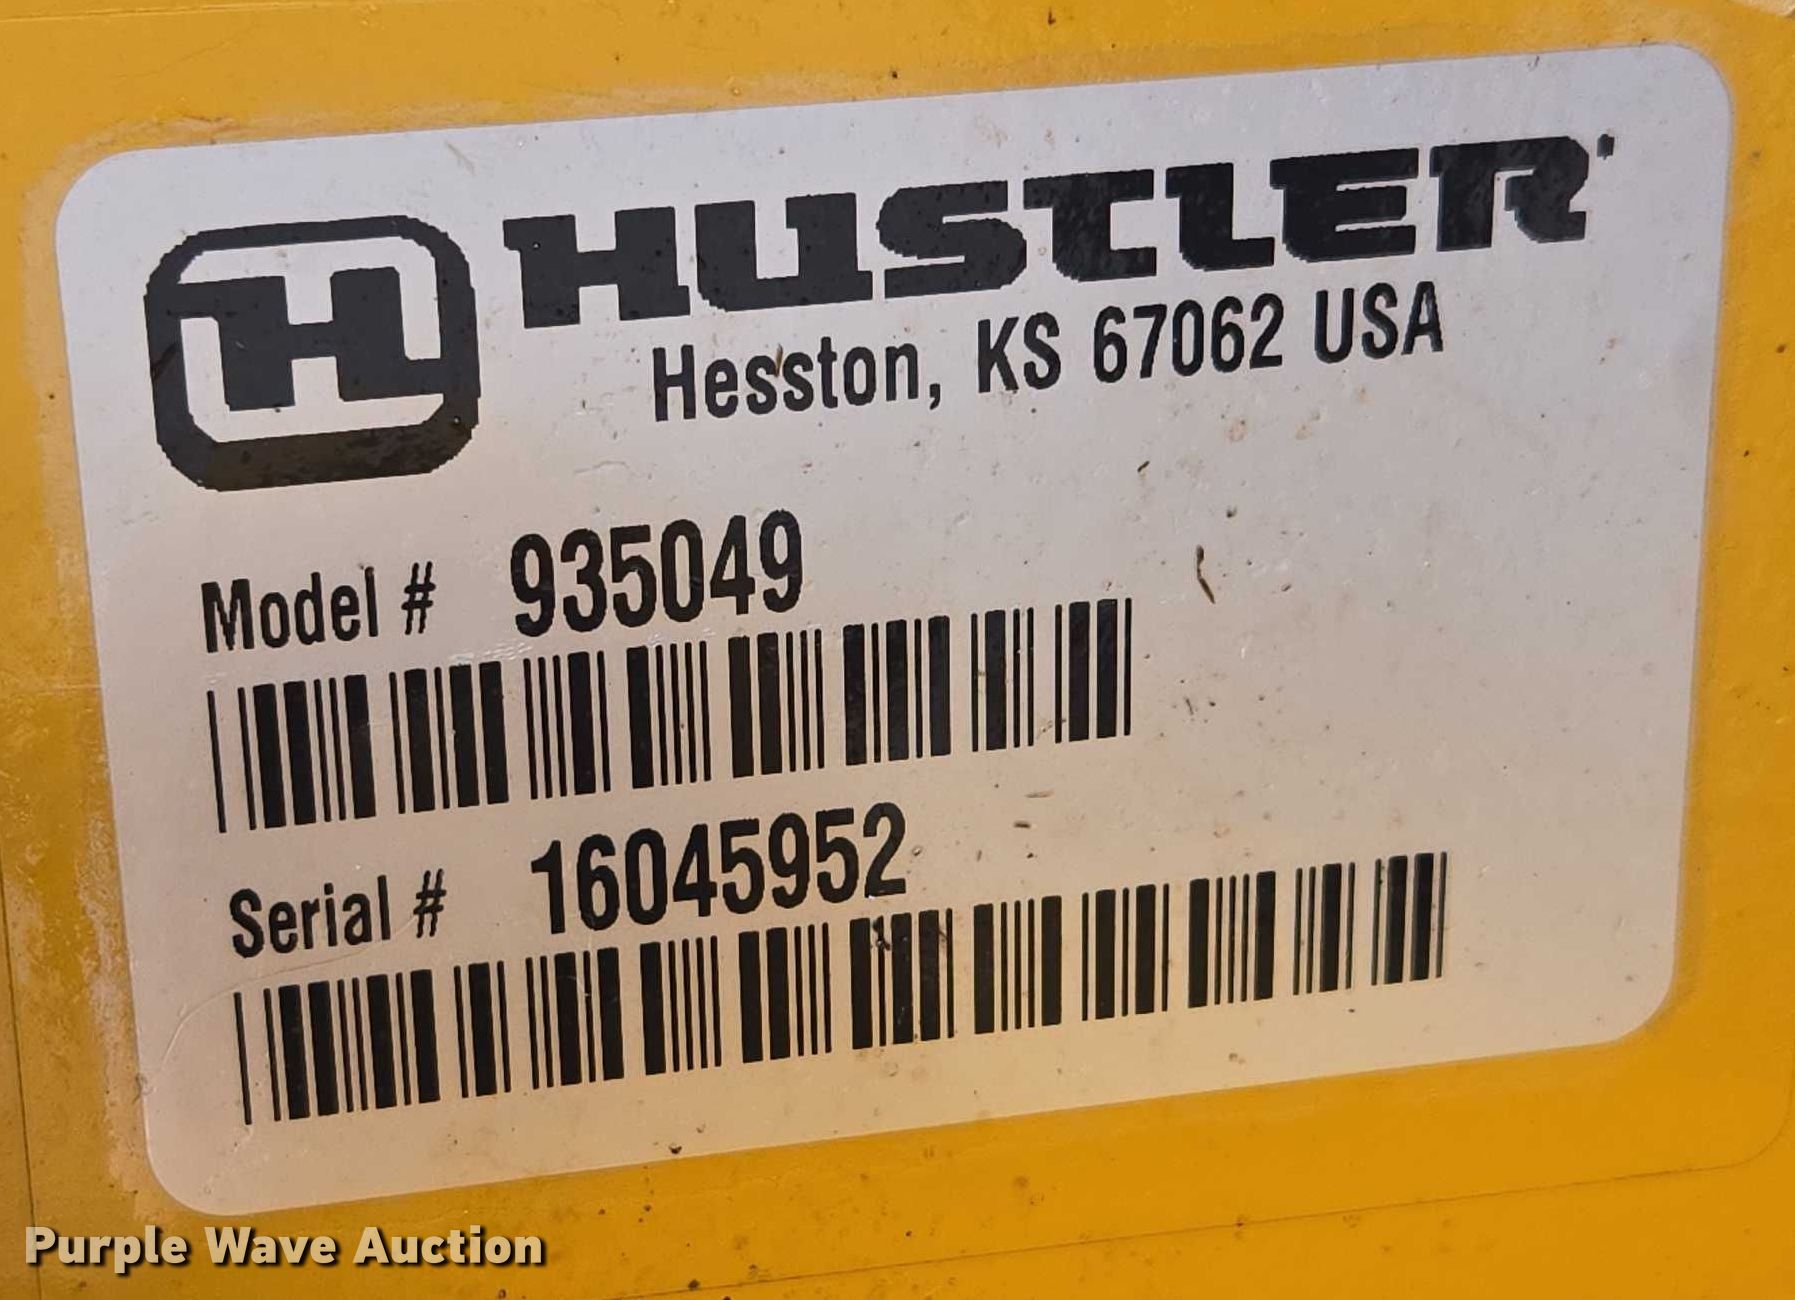 H HUSTLER
Hesston, KS 67062 USA
Model # 935049
Serial # 16045952
Purple Wave Auction